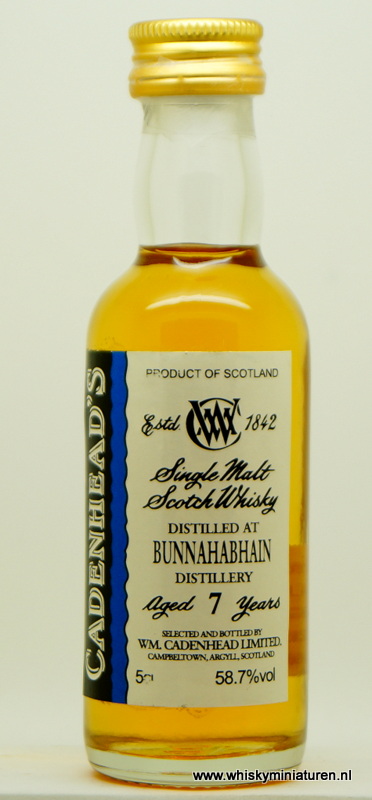 CADENHEAD'S
PRODUCT OF SCOTLAND
Estd 1842
Single Malt
Scotch Whisky
DISTILLED AT
BUNNAHABHAIN
DISTILLERY
Aged 7 Years
SELECTED AND BOTTLED BY
WM. CADENHEAD LIMITED.
CAMPBELTOWN, ARGYLL, SCOTLAND
58.7%vol
www.whiskyminiaturen.nl